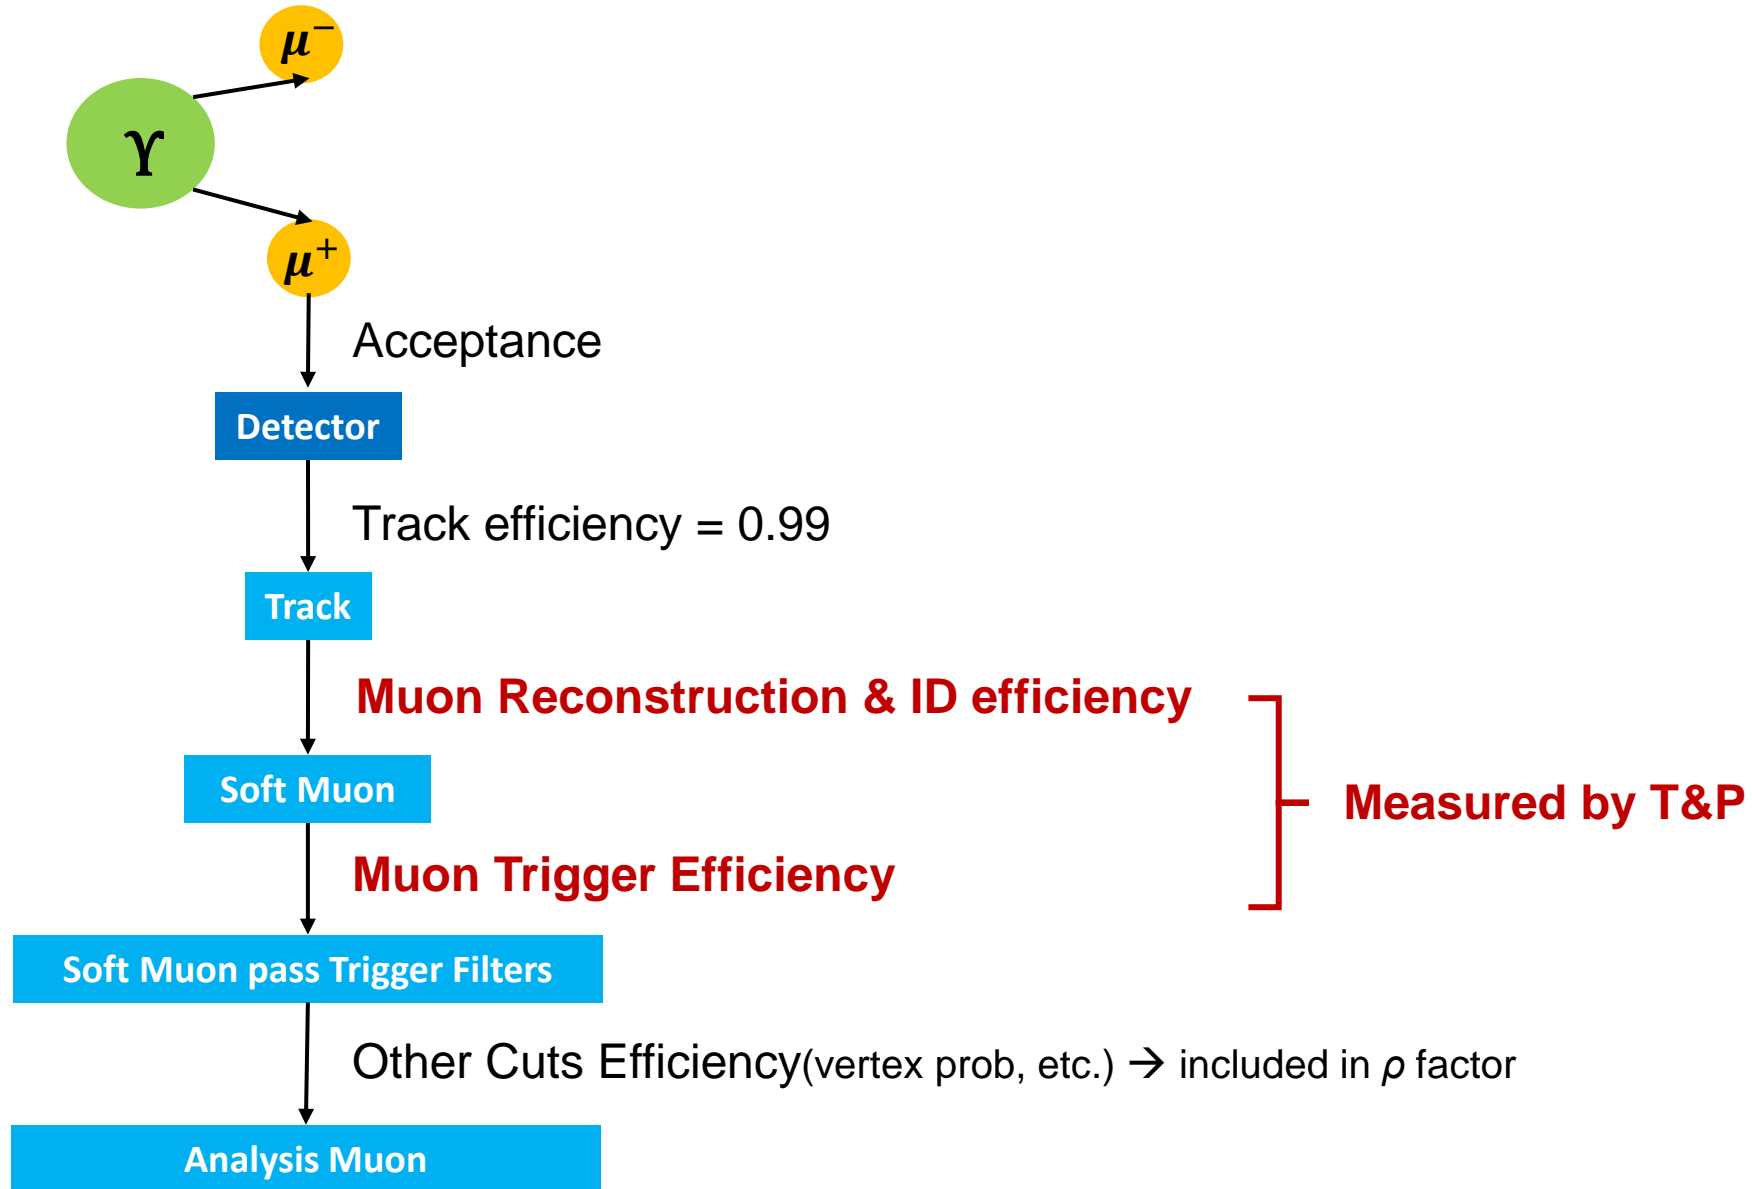 μ⁻
ϒ
μ⁺
Acceptance
Detector
Track efficiency = 0.99
Track
Muon Reconstruction & ID efficiency
Soft Muon
Measured by T&P
Muon Trigger Efficiency
Soft Muon pass Trigger Filters
Other Cuts Efficiency(vertex prob, etc.) → included in ρ factor
Analysis Muon